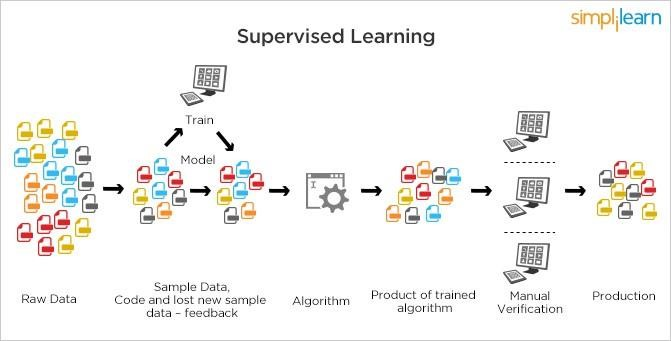 simplilearn
Supervised Learning
Train
Model
Raw Data
Sample Data,
Code and lost new sample
data – feedback
Algorithm
Product of trained
algorithm
Manual
Verification
Production